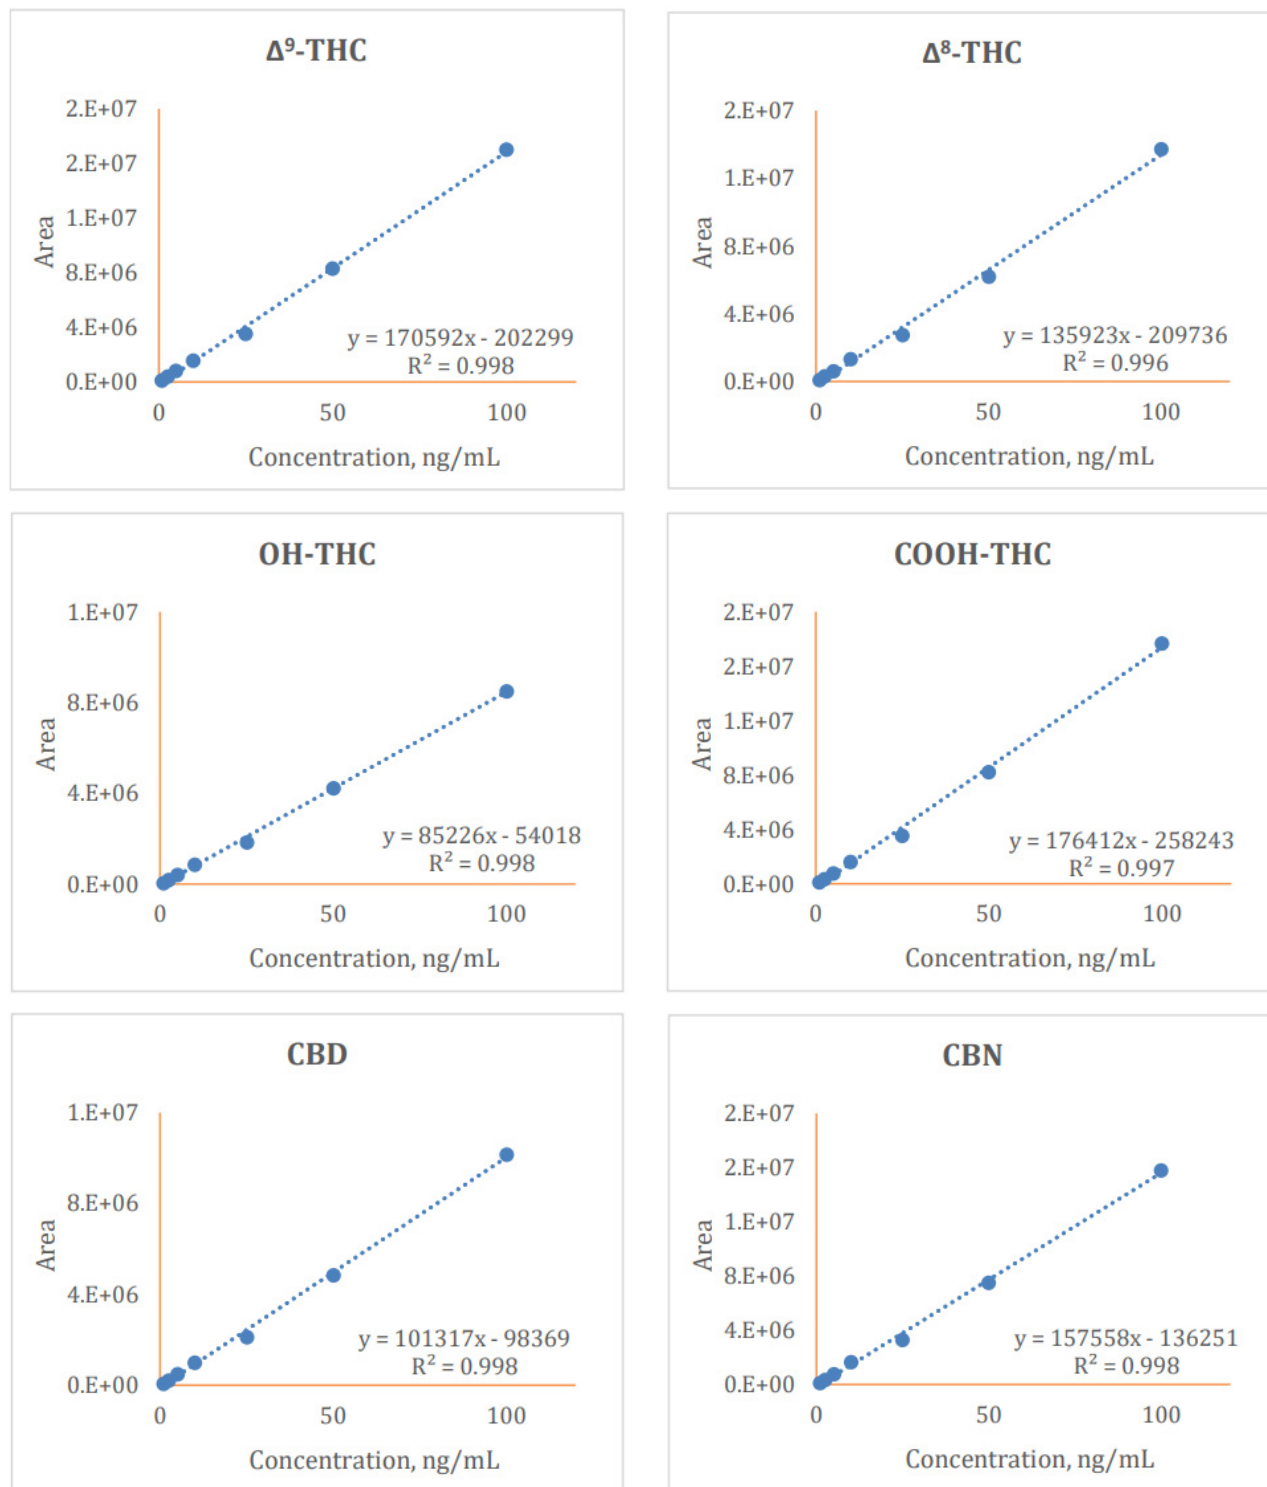 Δ⁹-THC
2.E+07
2.E+07
1.E+07
8.E+06
4.E+06
0.E+00
Area
y = 170592x - 202299
R² = 0.998
0 50 100
Concentration, ng/mL
Δ⁸-THC
2.E+07
1.E+07
8.E+06
4.E+06
0.E+00
Area
y = 135923x - 209736
R² = 0.996
0 50 100
Concentration, ng/mL
OH-THC
1.E+07
8.E+06
4.E+06
0.E+00
Area
y = 85226x - 54018
R² = 0.998
0 50 100
Concentration, ng/mL
COOH-THC
2.E+07
2.E+07
1.E+07
8.E+06
4.E+06
0.E+00
Area
y = 176412x - 258243
R² = 0.997
0 50 100
Concentration, ng/mL
CBD
1.E+07
8.E+06
4.E+06
0.E+00
Area
y = 101317x - 98369
R² = 0.998
0 50 100
Concentration, ng/mL
CBN
2.E+07
2.E+07
1.E+07
8.E+06
4.E+06
0.E+00
Area
y = 157558x - 136251
R² = 0.998
0 50 100
Concentration, ng/mL